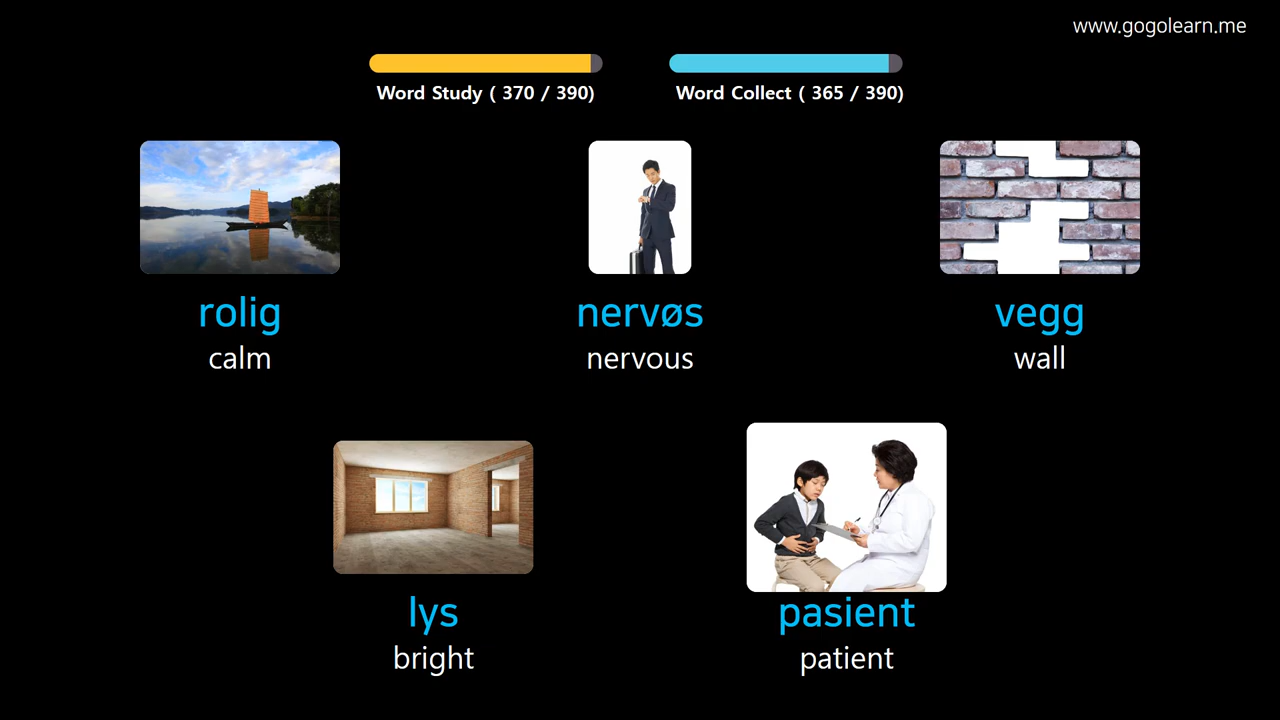 www.gogolearn.me
Word Study ( 370 / 390)
Word Collect ( 365 / 390)
rolig
calm
nervøs
nervous
vegg
wall
lys
bright
pasient
patient